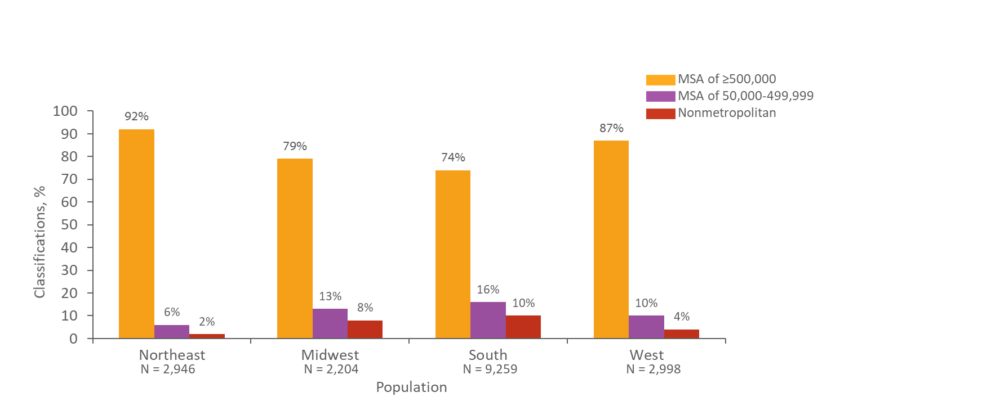 MSA of ≥500,000
MSA of 50,000-499,999
Nonmetropolitan
Classifications, %
100
90
80
70
60
50
40
30
20
10
0
92%
6%
2%
79%
13%
8%
74%
16%
10%
87%
10%
4%
Northeast
N = 2,946
Midwest
N = 2,204
South
N = 9,259
West
N = 2,998
Population